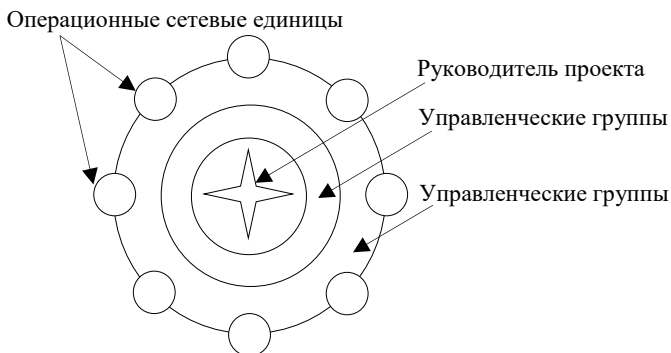 Операционные сетевые единицы
Руководитель проекта
Управленческие группы
Управленческие группы